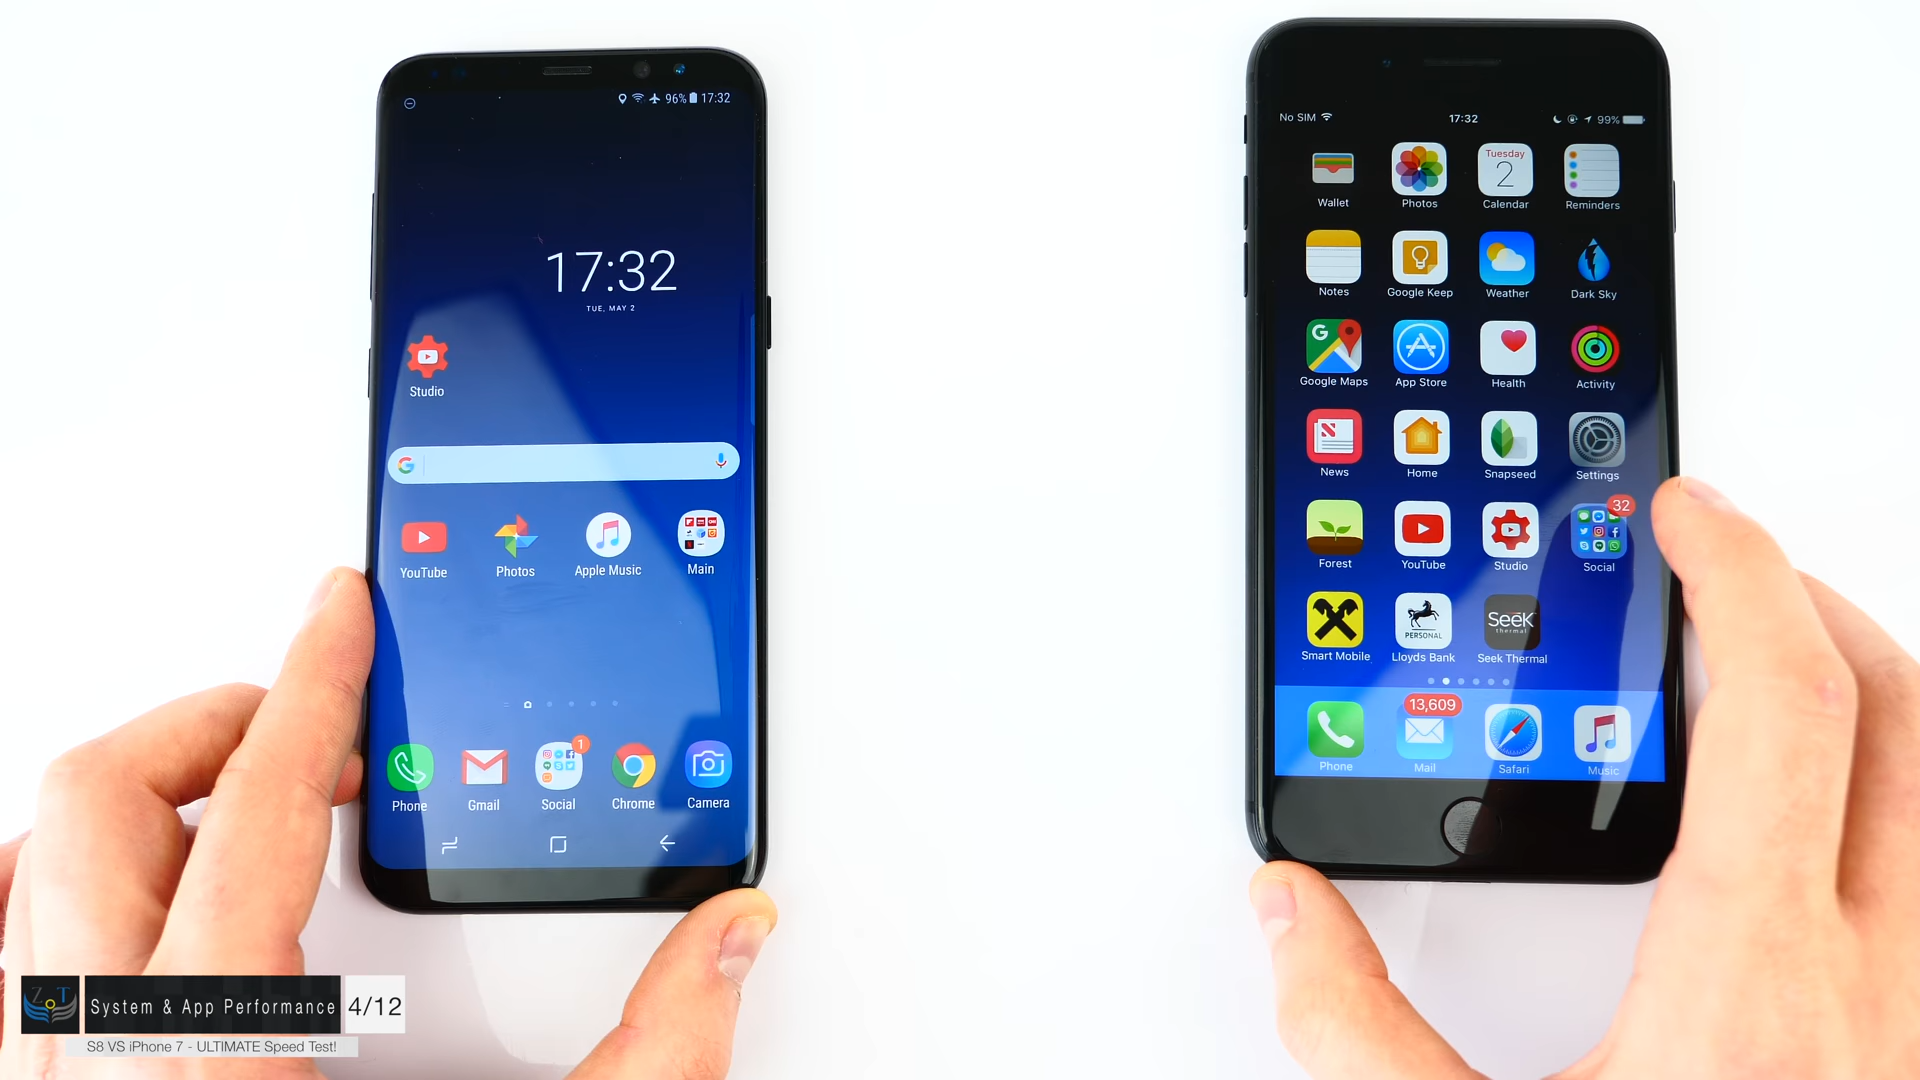 96% 17:32
17:32
TUE, MAY 2
Studio
YouTube Photos Apple Music Main
1
Phone Gmail Social Chrome Camera
No SIM 17:32 99%
Tuesday
2
Wallet Photos Calendar Reminders
Notes Google Keep Weather Dark Sky
Google Maps App Store Health Activity
News Home Snapseed Settings
32
Forest YouTube Studio Social
PERSONAL
SeeK
thermal
Smart Mobile Lloyds Bank Seek Thermal
13,609
Phone Mail Safari Music
ZoT
System & App Performance 4/12
S8 VS iPhone 7 - ULTIMATE Speed Test!